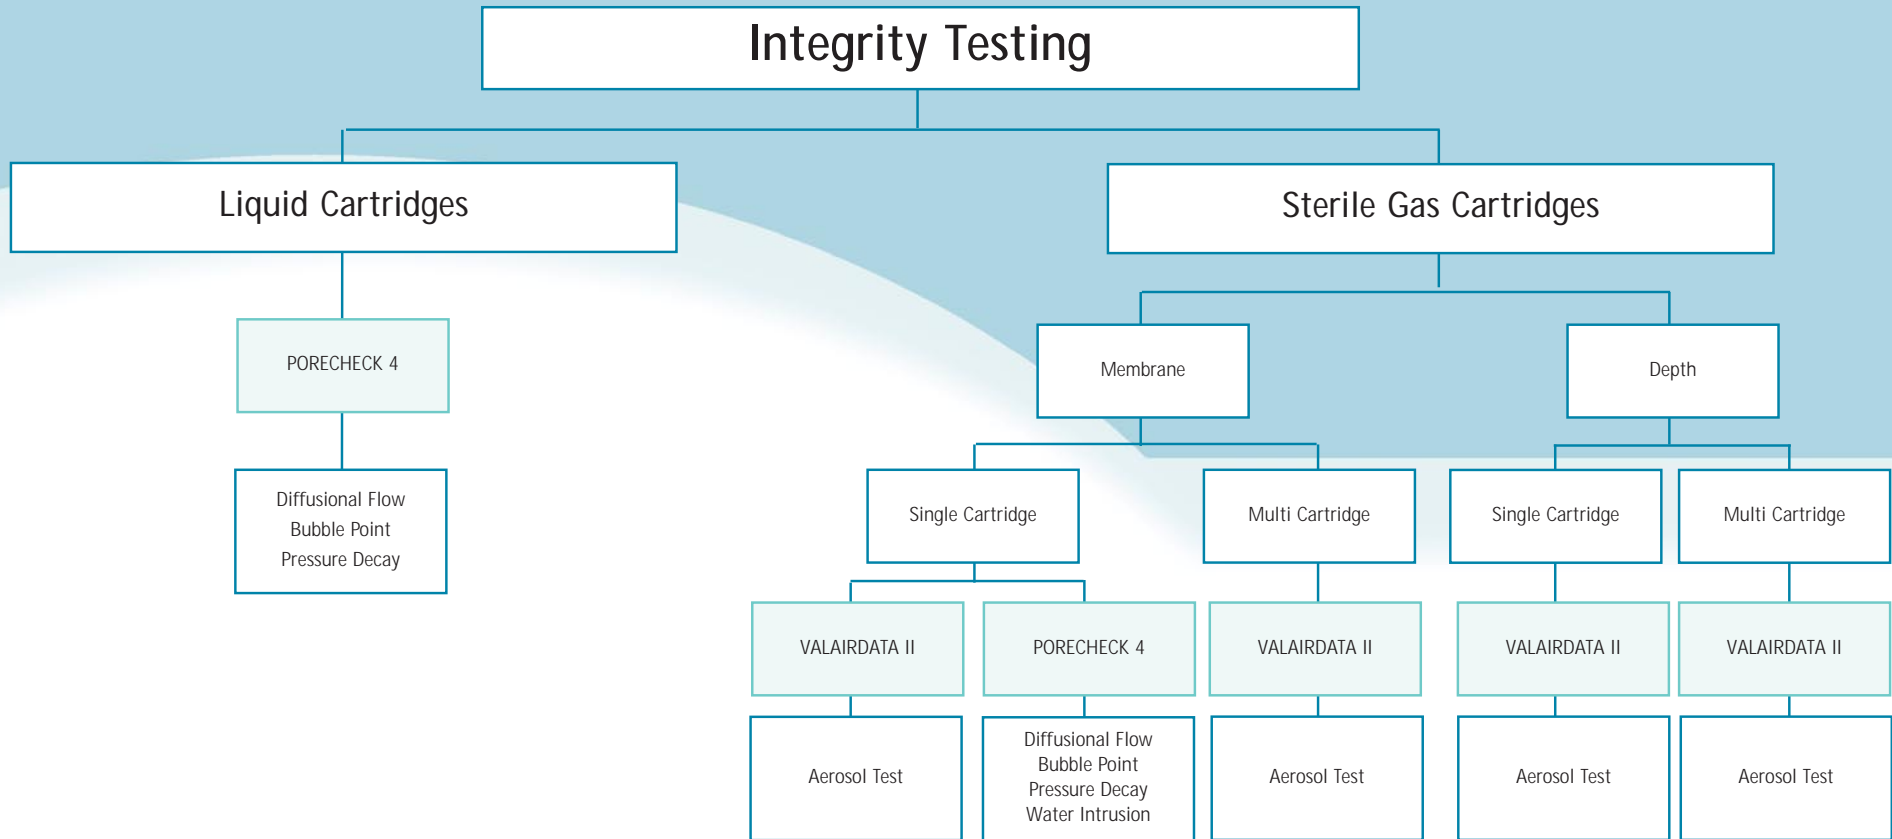 Integrity Testing
Liquid Cartridges
Sterile Gas Cartridges
PORECHECK 4
Membrane
Depth
Diffusional Flow
Bubble Point
Pressure Decay
Single Cartridge
Multi Cartridge
Single Cartridge
Multi Cartridge
VALAIRDATA II
PORECHECK 4
VALAIRDATA II
VALAIRDATA II
VALAIRDATA II
Aerosol Test
Diffusional Flow
Bubble Point
Pressure Decay
Water Intrusion
Aerosol Test
Aerosol Test
Aerosol Test